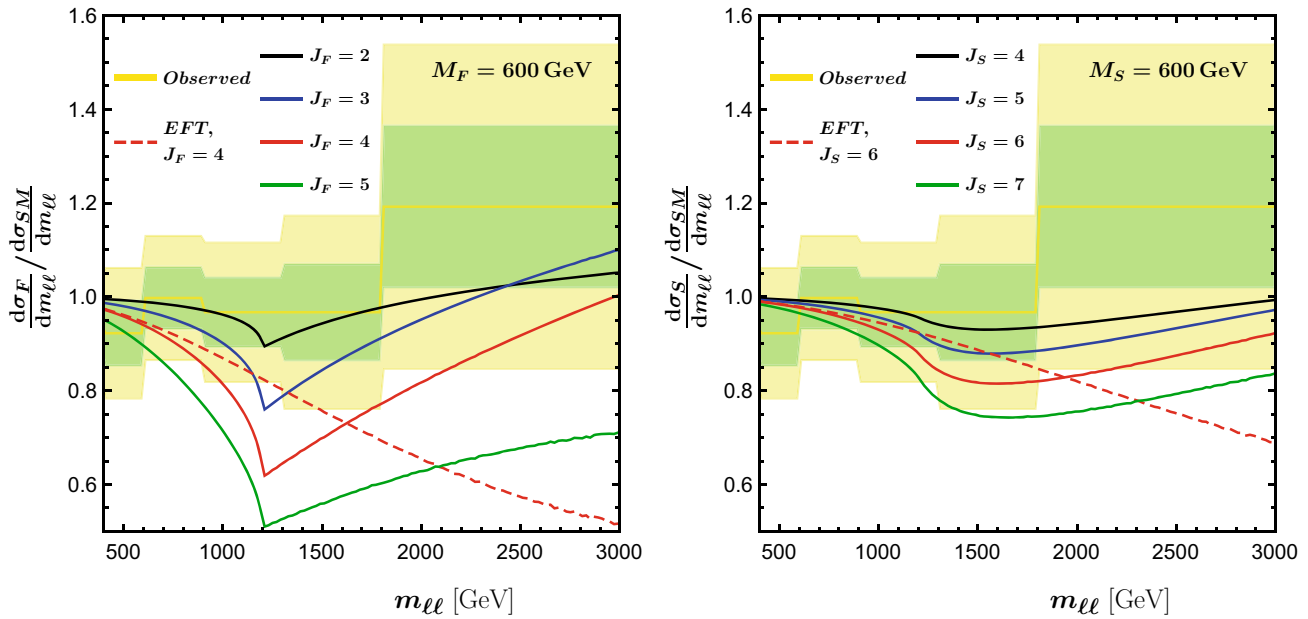 1.6
1.4
1.2
1.0
0.8
0.6
dσ_F/dm_ℓℓ / dσ_SM/dm_ℓℓ
Observed
EFT,
J_F = 4
J_F = 2
J_F = 3
J_F = 4
J_F = 5
M_F = 600 GeV
500 1000 1500 2000 2500 3000
m_ℓℓ [GeV]
1.6
1.4
1.2
1.0
0.8
0.6
dσ_S/dm_ℓℓ / dσ_SM/dm_ℓℓ
Observed
EFT,
J_S = 6
J_S = 4
J_S = 5
J_S = 6
J_S = 7
M_S = 600 GeV
500 1000 1500 2000 2500 3000
m_ℓℓ [GeV]